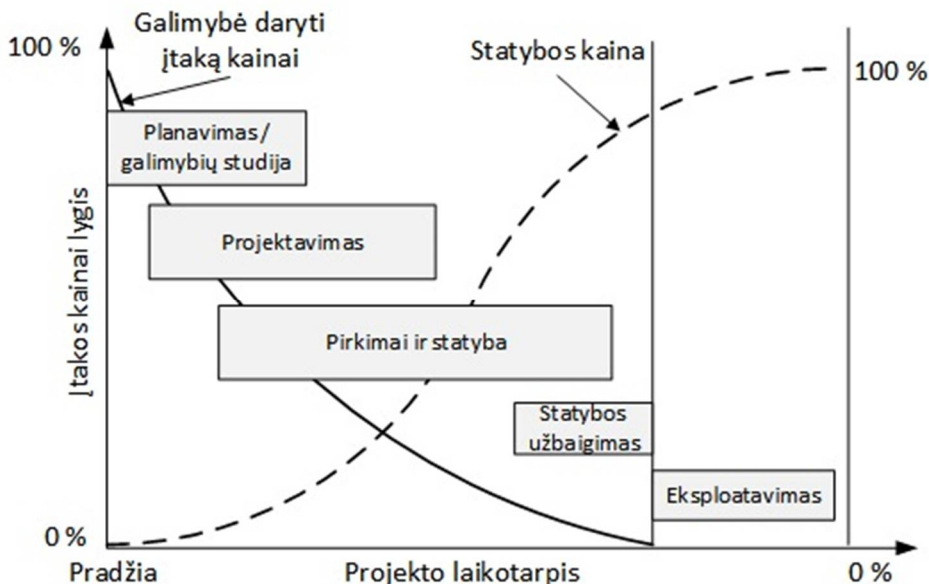 Galimybė daryti
įtaką kainai
100 %
Statybos kaina
100 %
Planavimas/
galimybių studija
Projektavimas
Įtakos kainai lygis
Pirkimai ir statyba
Statybos
užbaigimas
Eksploatavimas
0 %
Pradžia
Projekto laikotarpis
0 %